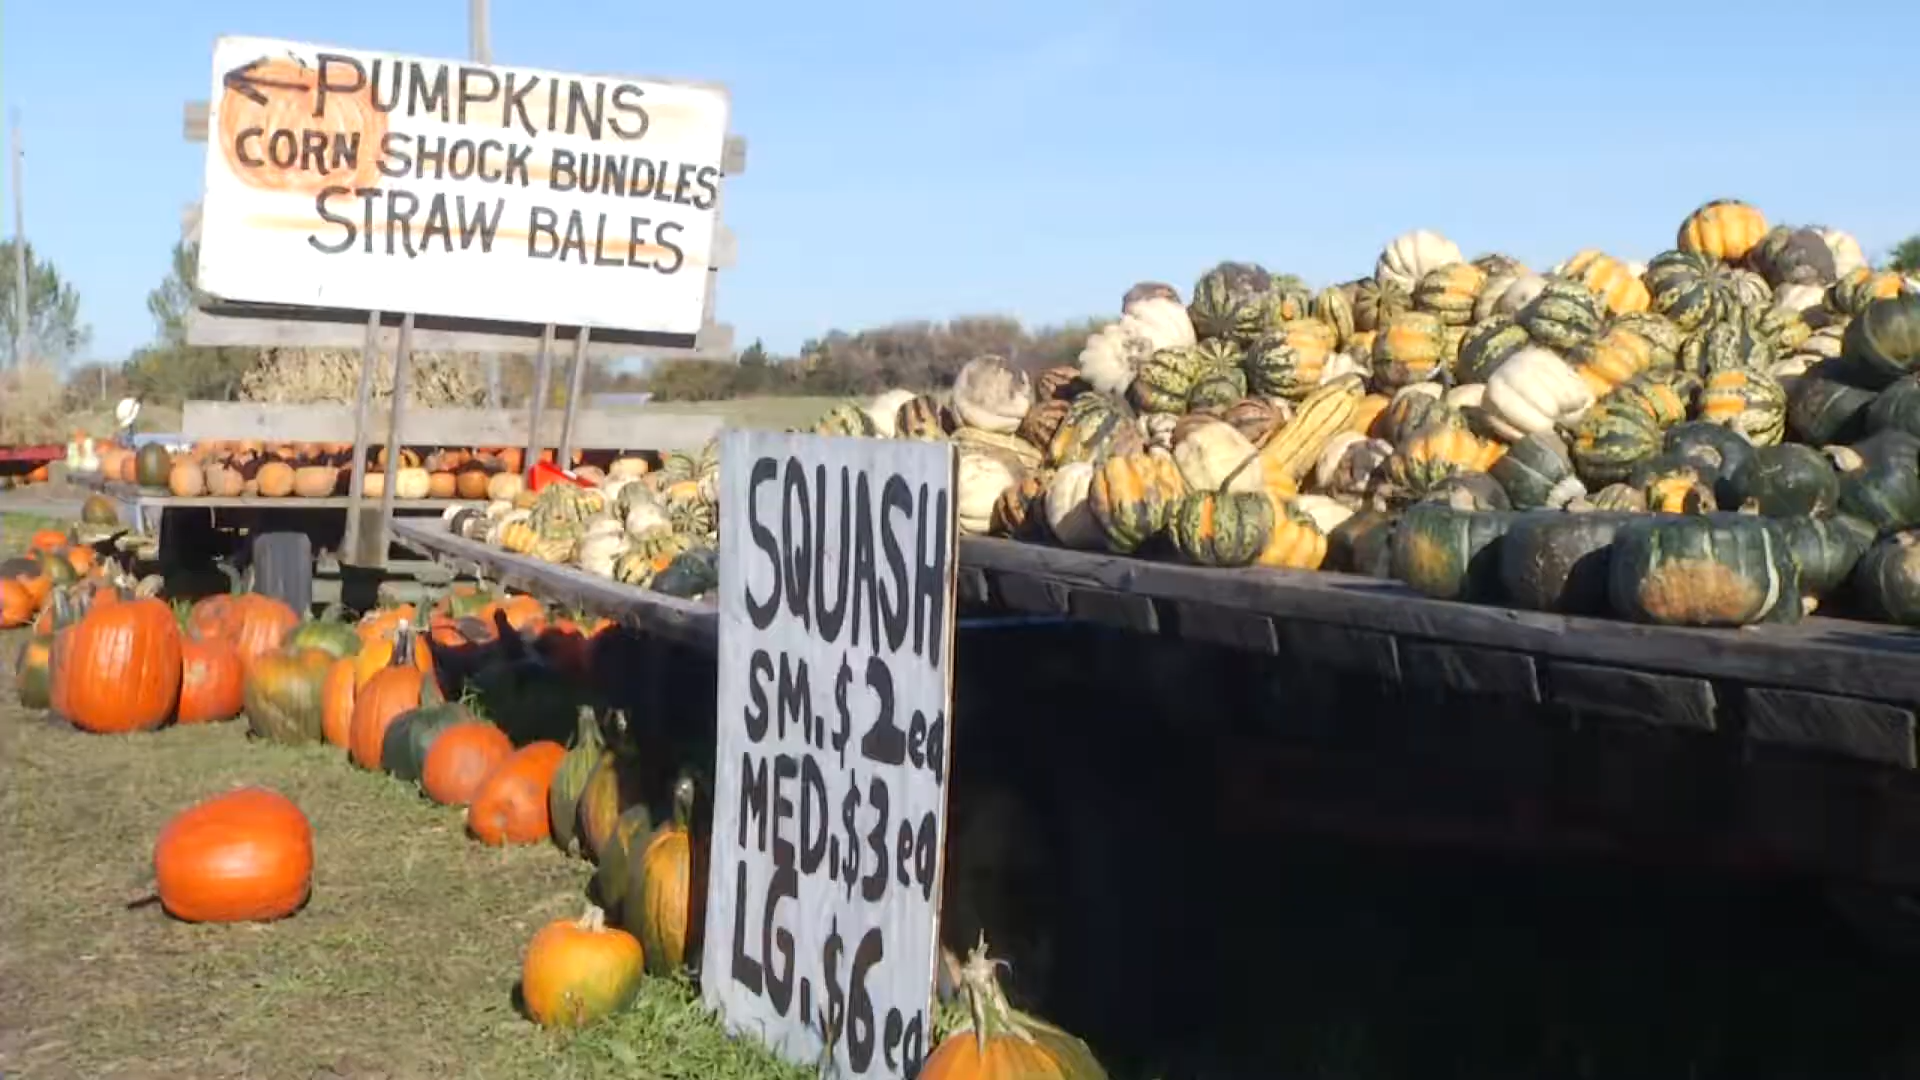 ← PUMPKINS
CORN SHOCK BUNDLES
STRAW BALES
SQUASH
SM. $2 ea
MED. $3 ea
LG. $6 ea